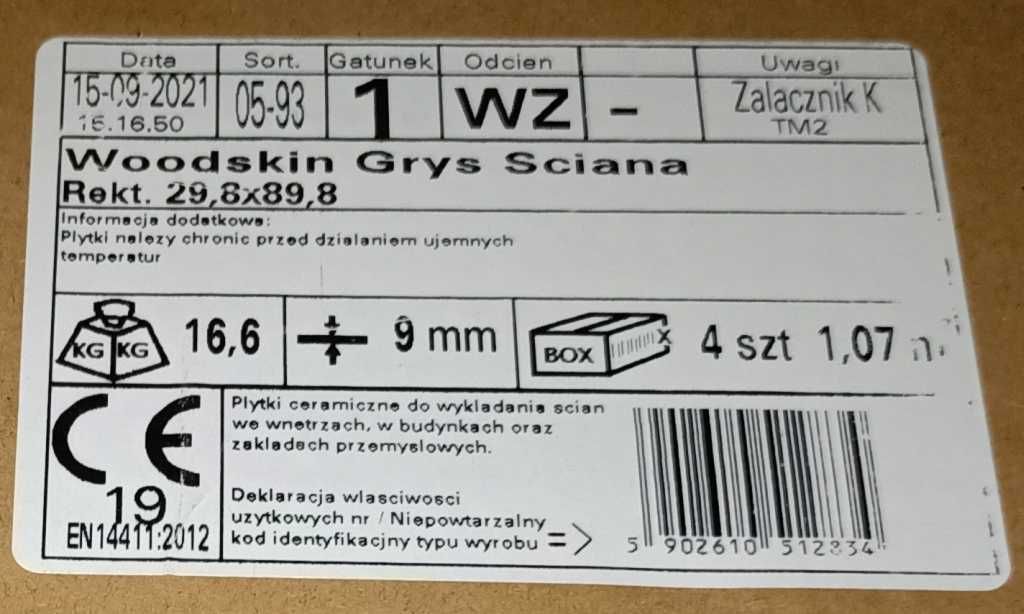 Data Sort. Gatunek Odcien Uwagi
15-09-2021 05-93 1 WZ - Zalacznik K
15.16.50 TM2
Woodskin Grys Sciana
Rekt. 29,8x89,8
Informacja dodatkowa:
Plytki nalezy chronic przed dzialaniem ujemnych
temperatur
KG KG 16,6 9 mm BOX x 4 szt 1,07
CE
19
EN14411:2012
Plytki ceramiczne do wykladania scian
we wnetrzach, w budynkach oraz
zakladach przemyslowych.
Deklaracja wlasciwosci
uzytkowych nr / Niepowtarzalny
kod identyfikacjny typu wyrobu =>
5 902610 512834